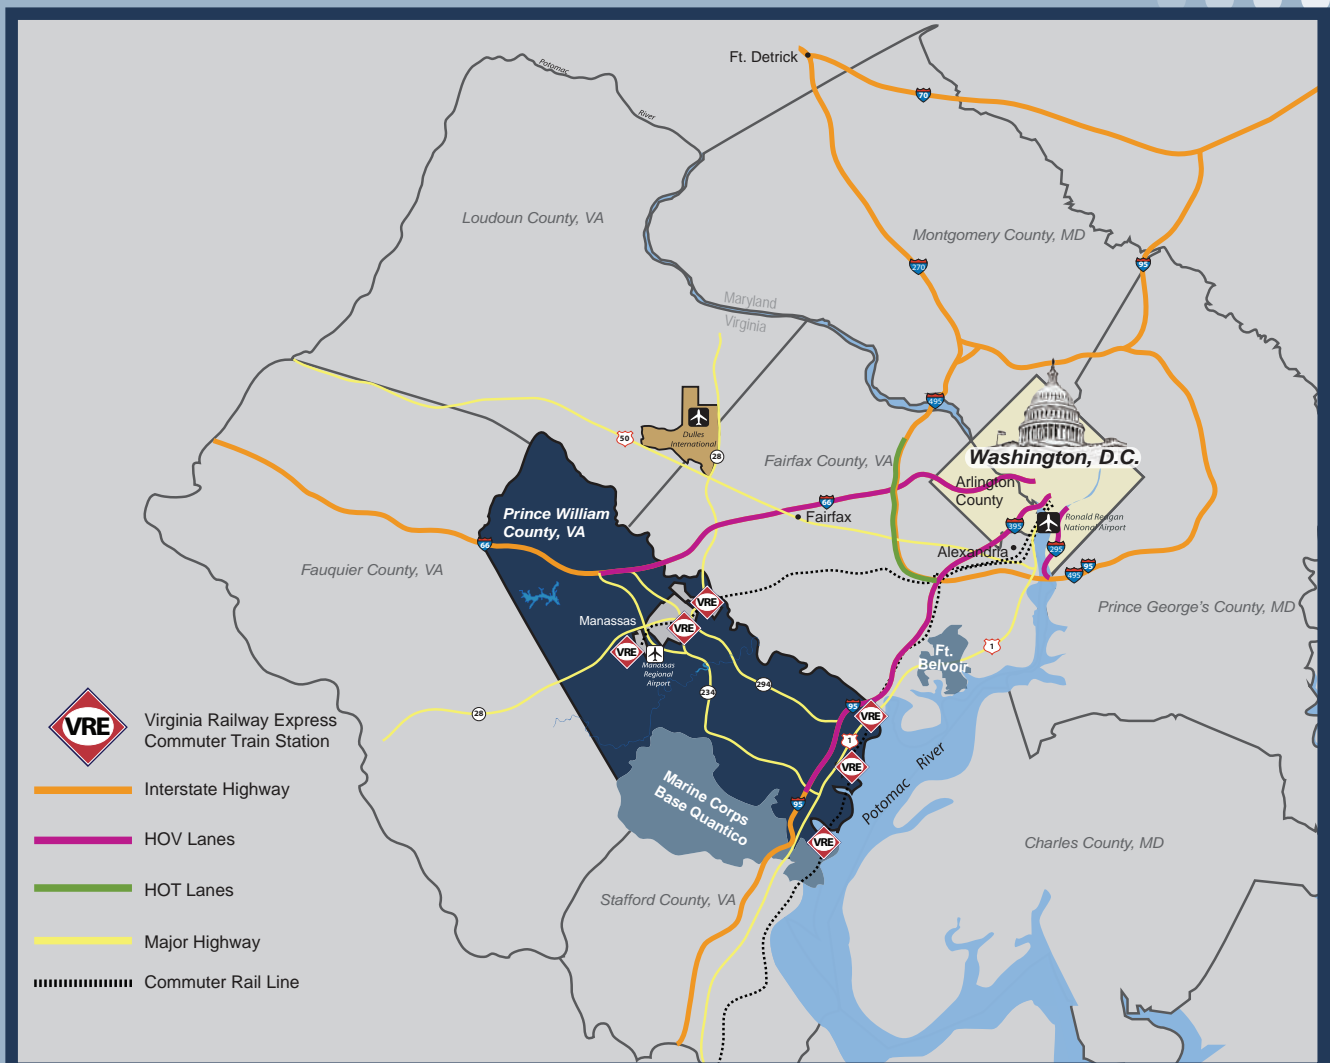 Potomac
River
Ft. Detrick
70
Loudoun County, VA
Montgomery County, MD
270
95
Maryland
Virginia
495
50
Dulles
International
28
Fairfax County, VA
Washington, D.C.
Arlington
County
66
Fairfax
395
Ronald Reagan
National Airport
Prince William
County, VA
66
Alexandria
295
495
95
Fauquier County, VA
Prince George's County, MD
VRE
Manassas
VRE
VRE
Manassas
Regional
Airport
1
Ft.
Belvoir
294
234
28
95
VRE
1
VRE
Marine Corps
Base Quantico
95
Potomac River
VRE
Charles County, MD
Stafford County, VA
VRE
Virginia Railway Express
Commuter Train Station
Interstate Highway
HOV Lanes
HOT Lanes
Major Highway
Commuter Rail Line